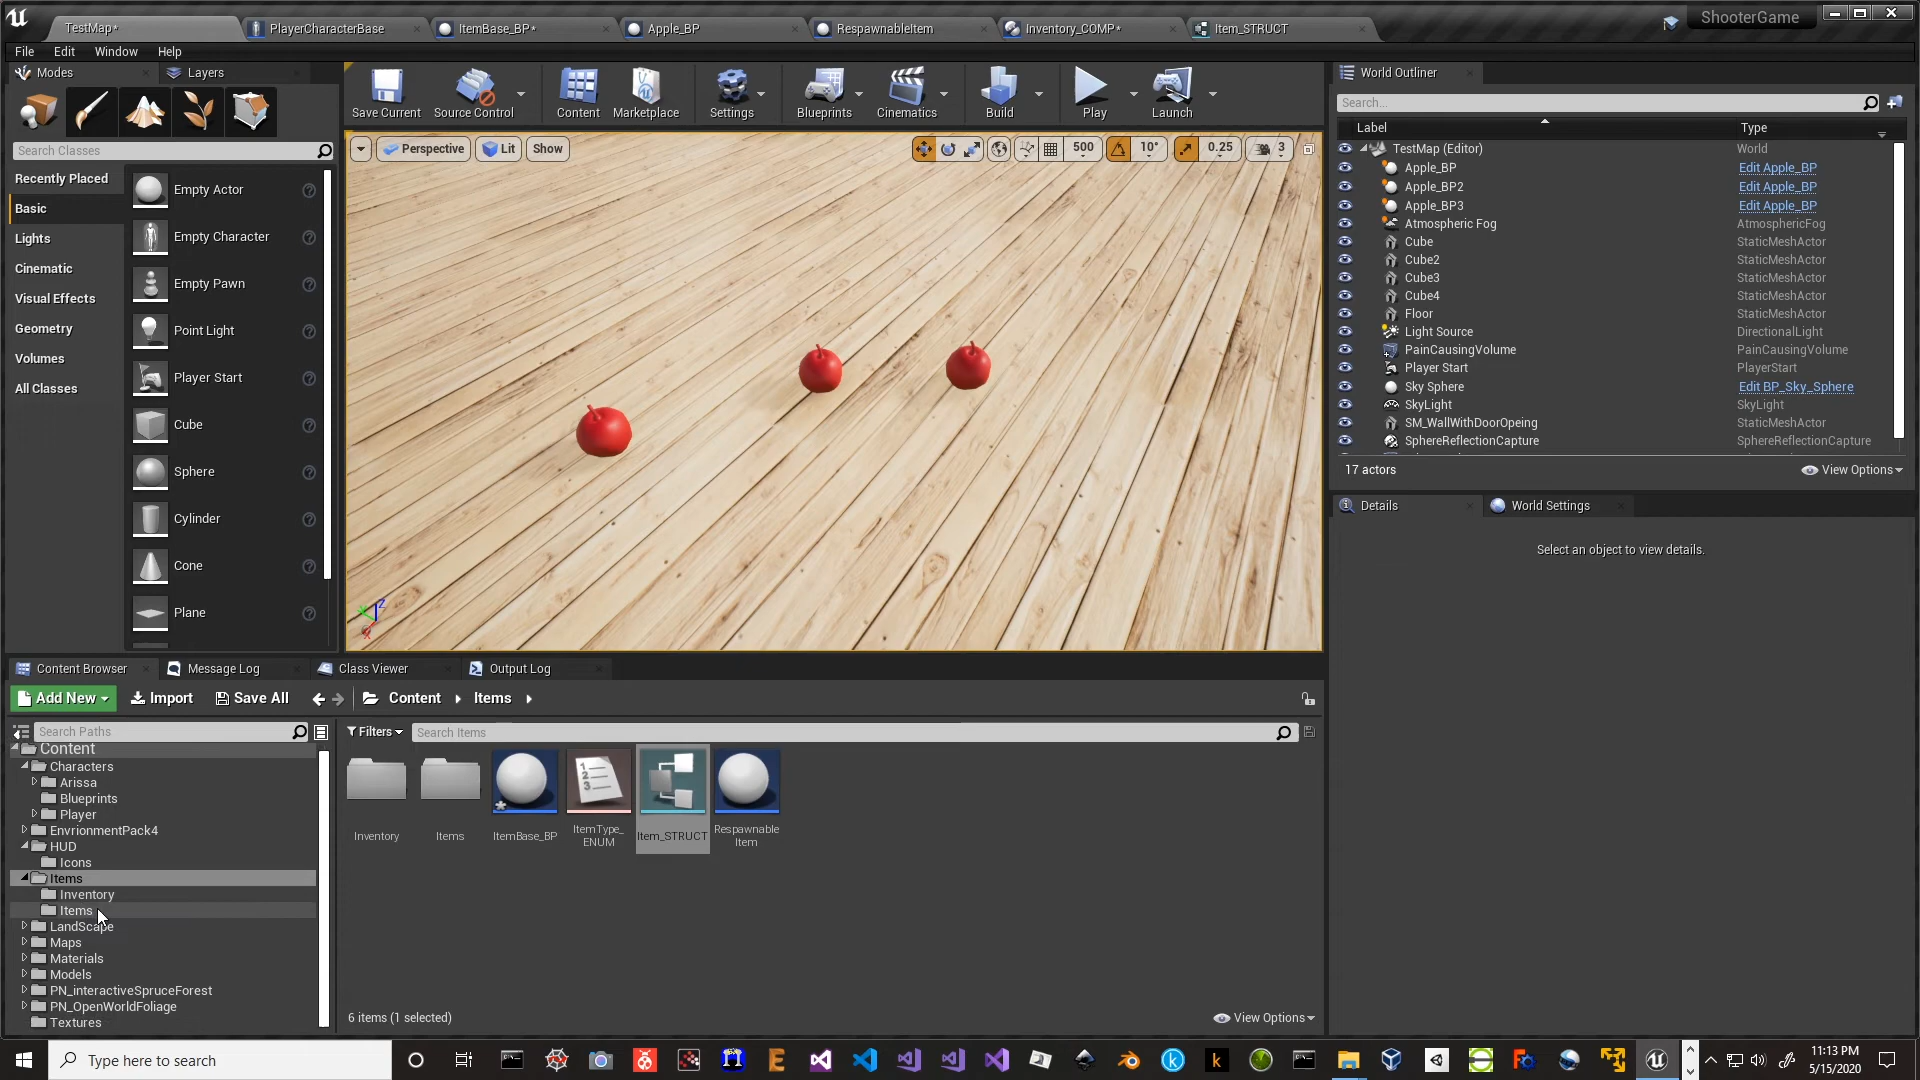 TestMap*
PlayerCharacterBase
ItemBase_BP*
Apple_BP
RespawnableItem
Inventory_COMP*
Item_STRUCT
ShooterGame
File Edit Window Help
Modes
Layers
Search Classes
Recently Placed
Basic
Lights
Cinematic
Visual Effects
Geometry
Volumes
All Classes
Empty Actor
Empty Character
Empty Pawn
Point Light
Player Start
Cube
Sphere
Cylinder
Cone
Plane
Save Current
Source Control
Content
Marketplace
Settings
Blueprints
Cinematics
Build
Play
Launch
Perspective
Lit
Show
500
10°
0.25
3
World Outliner
Search...
Label Type
TestMap (Editor) World
Apple_BP Edit Apple_BP
Apple_BP2 Edit Apple_BP
Apple_BP3 Edit Apple_BP
Atmospheric Fog AtmosphericFog
Cube StaticMeshActor
Cube2 StaticMeshActor
Cube3 StaticMeshActor
Cube4 StaticMeshActor
Floor StaticMeshActor
Light Source DirectionalLight
PainCausingVolume PainCausingVolume
Player Start PlayerStart
Sky Sphere Edit BP_Sky_Sphere
SkyLight SkyLight
SM_WallWithDoorOpeing StaticMeshActor
SphereReflectionCapture SphereReflectionCapture
17 actors
View Options
Details
World Settings
Select an object to view details.
Content Browser
Message Log
Class Viewer
Output Log
Add New
Import
Save All
Content
Items
Search Paths
Filters
Search Items
Content
Characters
Arissa
Blueprints
Player
EnvrionmentPack4
HUD
Icons
Items
Inventory
Items
LandScape
Maps
Materials
Models
PN_interactiveSpruceForest
PN_OpenWorldFoliage
Textures
Inventory
Items
ItemBase_BP
ItemType_
ENUM
Item_STRUCT
Respawnable
Item
6 items (1 selected)
View Options
Type here to search
11:13 PM
5/15/2020